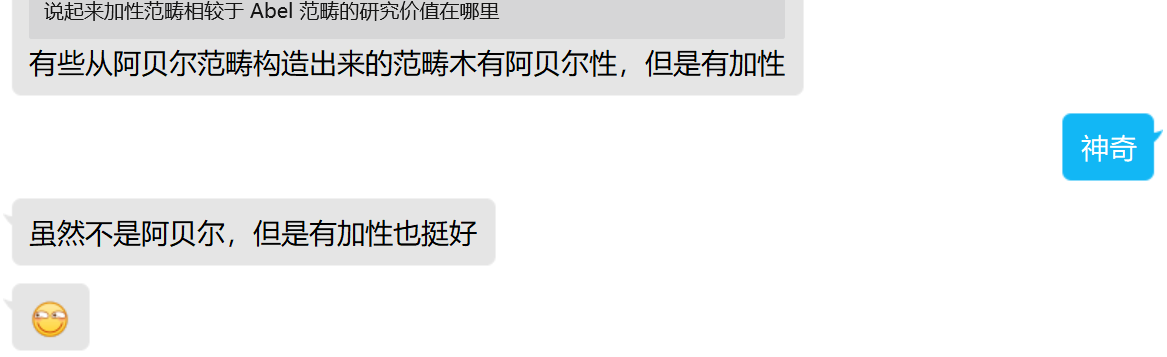 说起来加性范畴相较于 Abel 范畴的研究价值在哪里
有些从阿贝尔范畴构造出来的范畴木有阿贝尔性，但是有加性
神奇
虽然不是阿贝尔，但是有加性也挺好